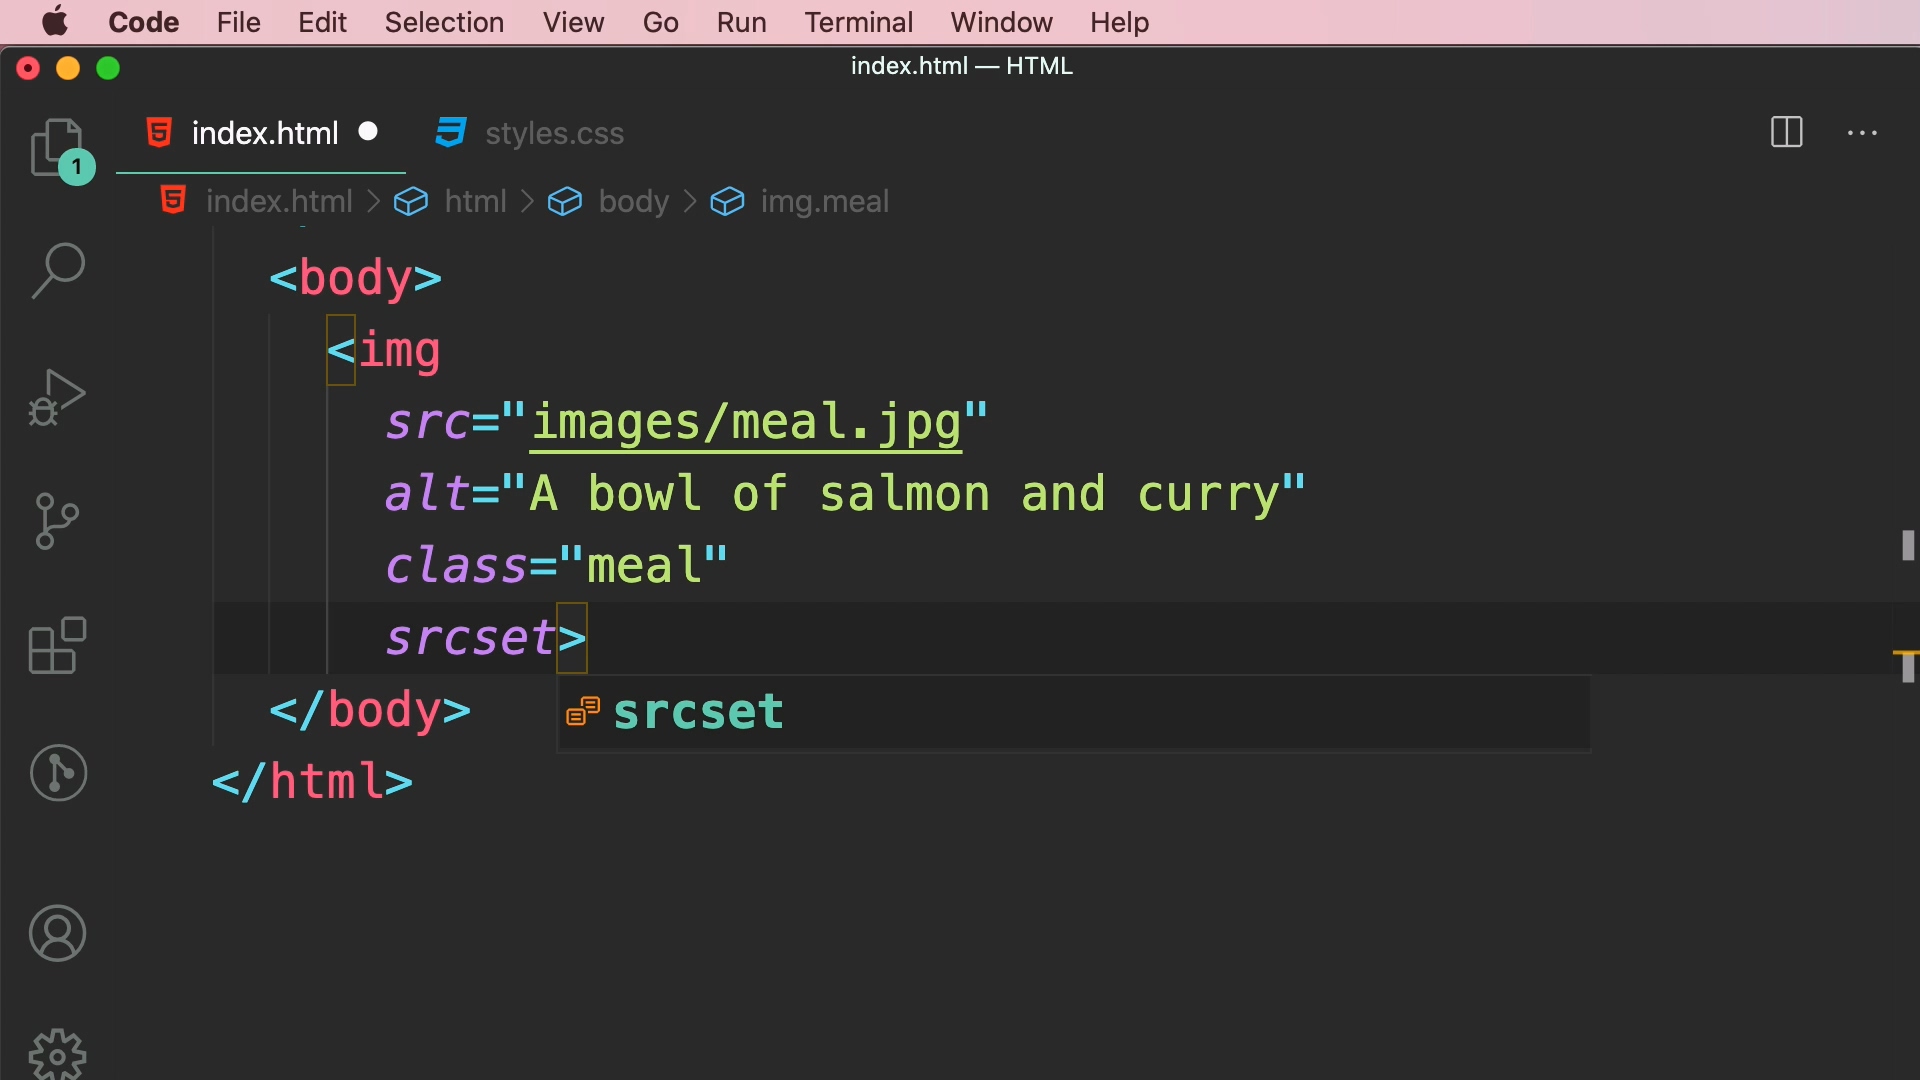 Code File Edit Selection View Go Run Terminal Window Help
index.html — HTML
index.html styles.css
1
index.html > html > body > img.meal
<body>
<img
src="images/meal.jpg"
alt="A bowl of salmon and curry"
class="meal"
srcset>
</body>
srcset
</html>